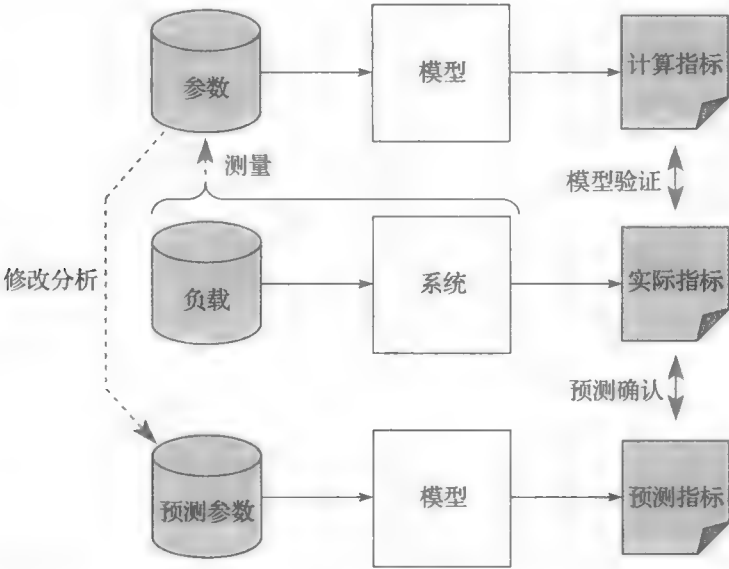 参数
模型
计算指标
测量
模型验证
负载
系统
实际指标
修改分析
预测确认
预测参数
模型
预测指标